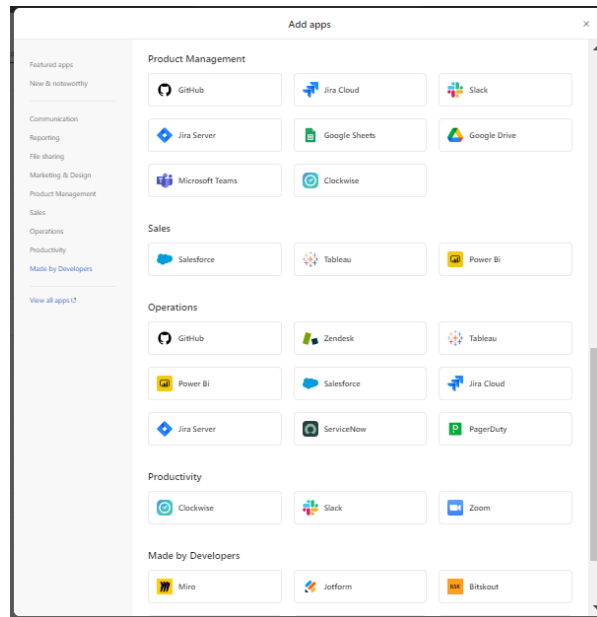 Add apps
Featured apps
New & noteworthy
Communication
Reporting
File sharing
Marketing & Design
Product Management
Sales
Operations
Productivity
Made by Developers
View all apps
Product Management
GitHub
Jira Cloud
Slack
Jira Server
Google Sheets
Google Drive
Microsoft Teams
Clockwise
Sales
Salesforce
Tableau
Power Bi
Operations
GitHub
Zendesk
Tableau
Power Bi
Salesforce
Jira Cloud
Jira Server
ServiceNow
PagerDuty
Productivity
Clockwise
Slack
Zoom
Made by Developers
Miro
Jotform
BSK Bitskout